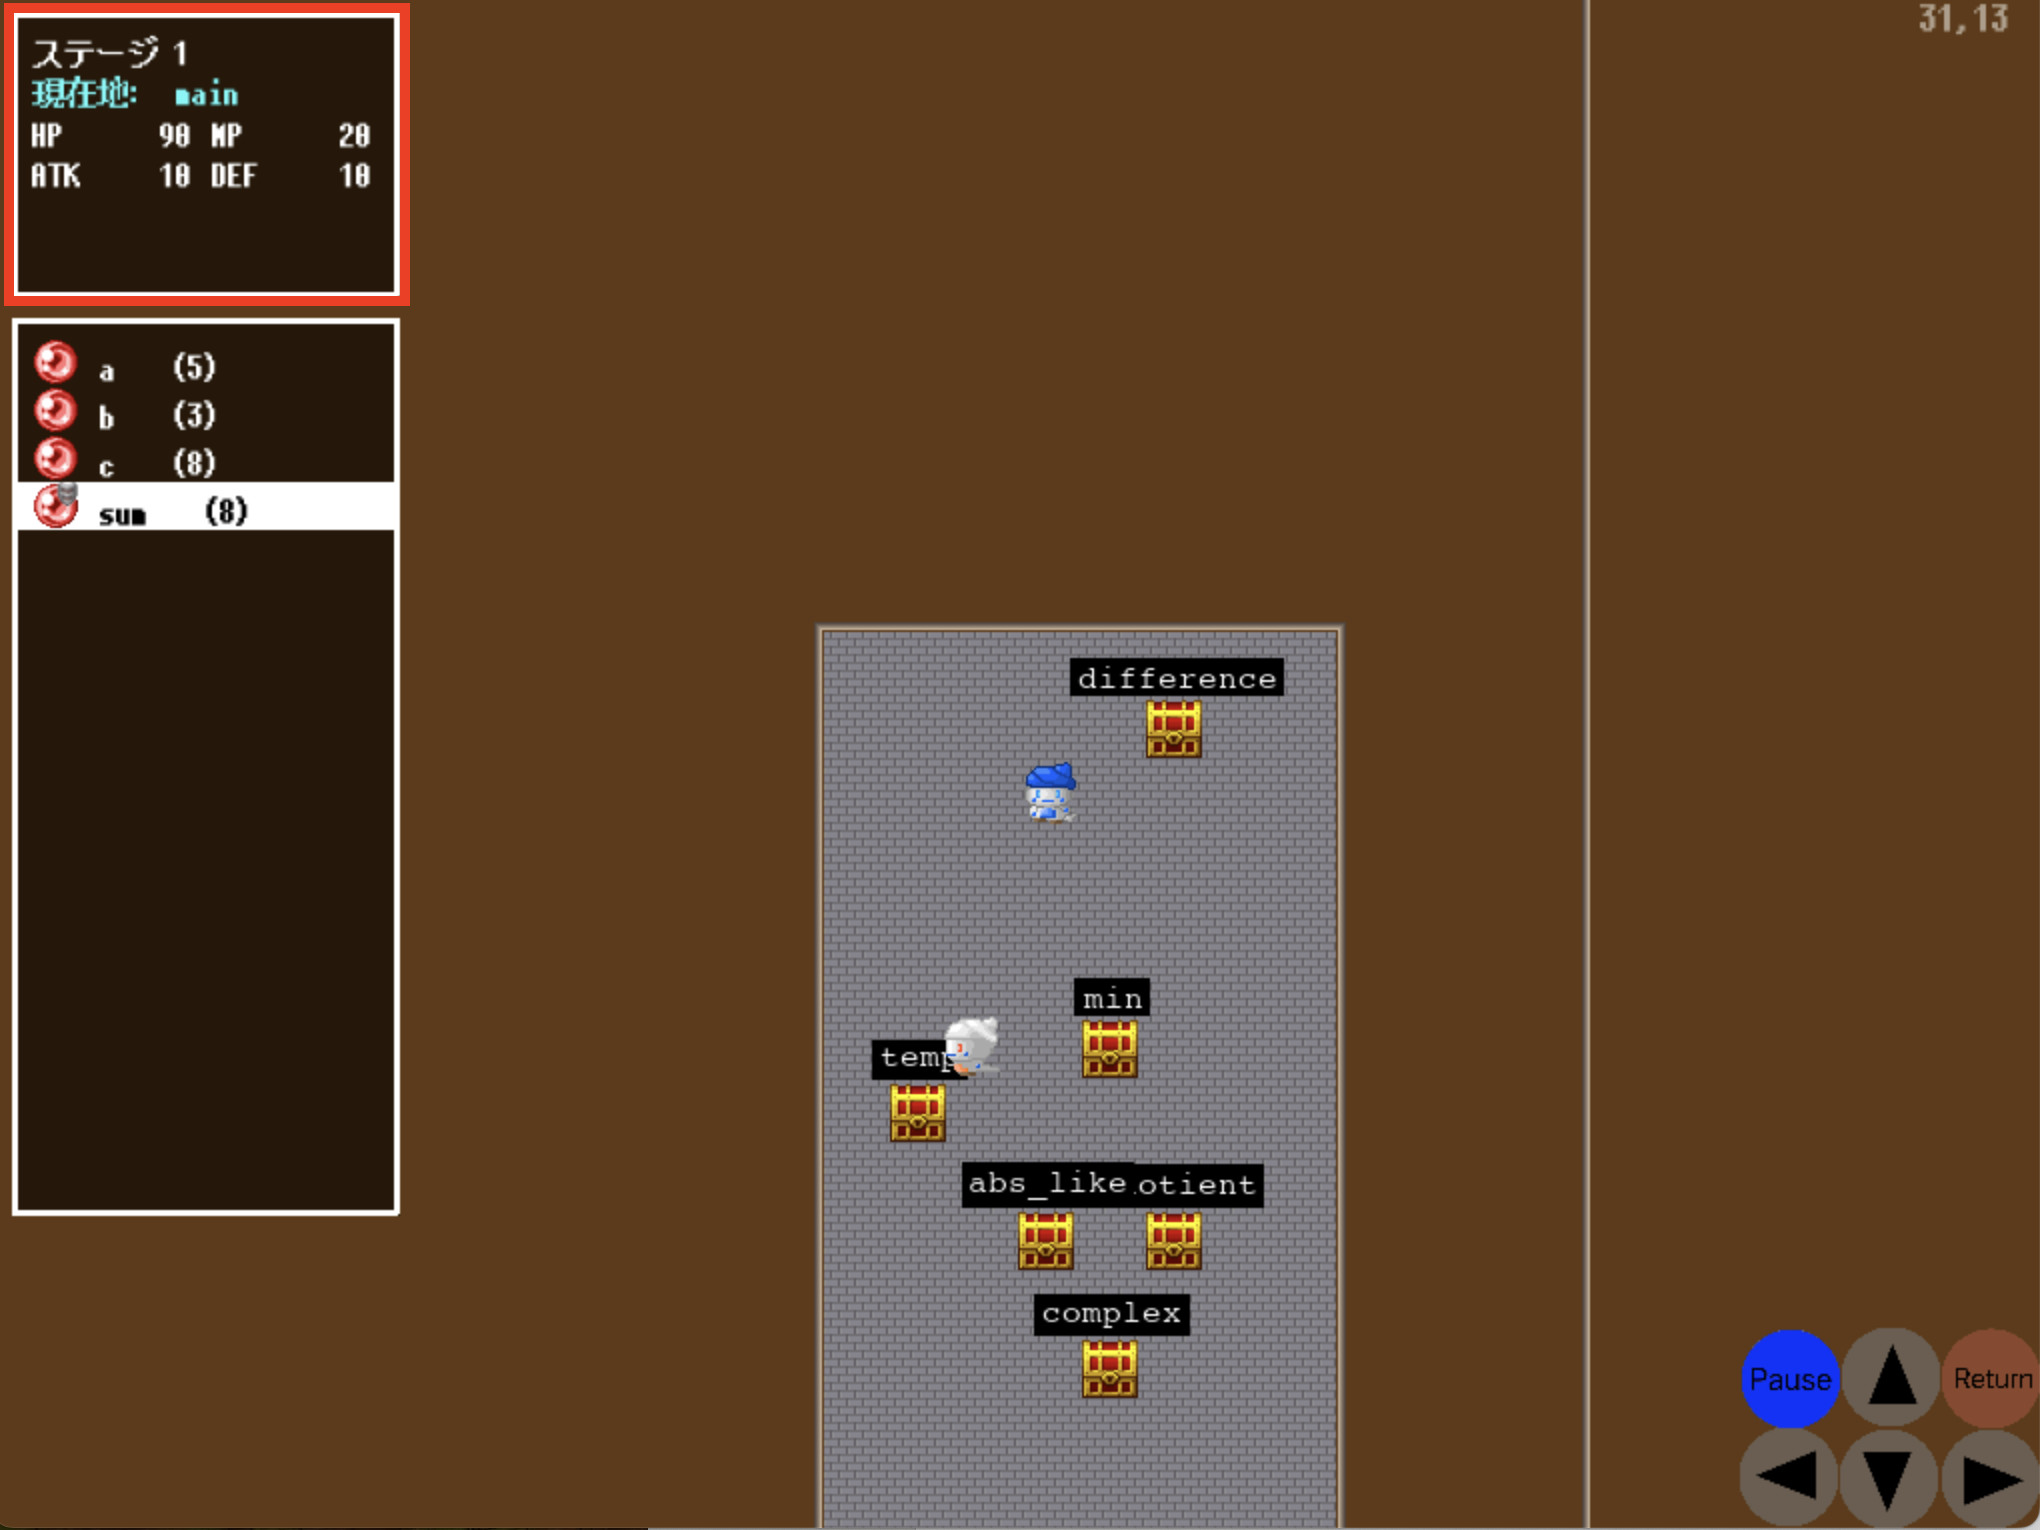 ステージ 1
現在地: main
HP 90 MP 20
ATK 10 DEF 10
a (5)
b (3)
c (8)
sum (8)
31,13
difference
min
temp
abs_like
otient
complex
Pause
Return